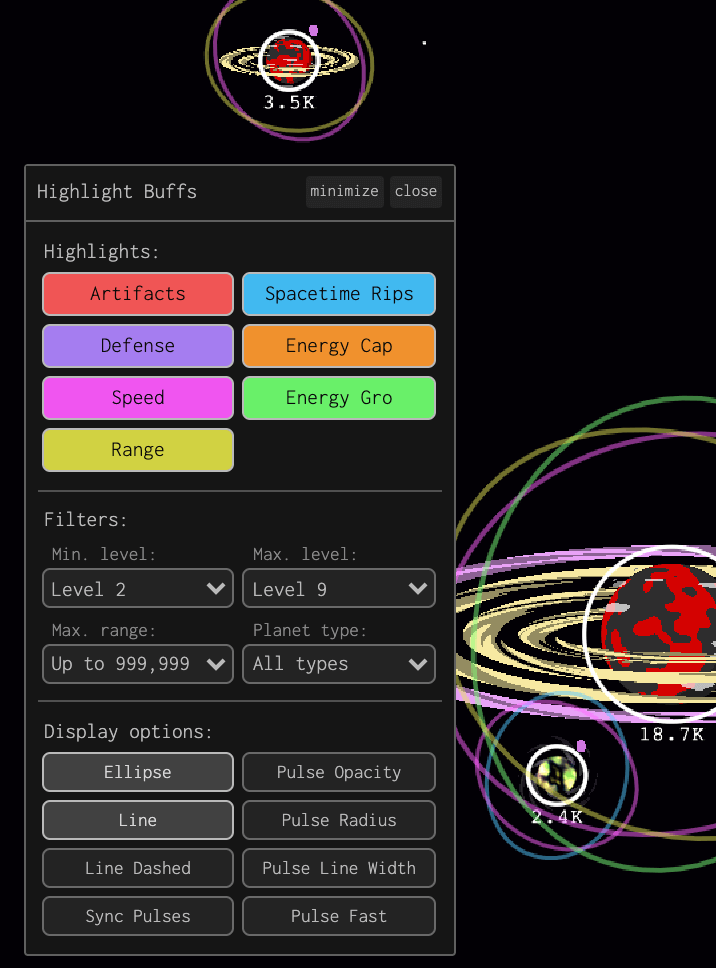 3.5K
Highlight Buffs minimize close
Highlights:
Artifacts Spacetime Rips
Defense Energy Cap
Speed Energy Gro
Range
Filters:
Min. level: Max. level:
Level 2 Level 9
Max. range: Planet type:
Up to 999,999 All types
Display options:
Ellipse Pulse Opacity
Line Pulse Radius
Line Dashed Pulse Line Width
Sync Pulses Pulse Fast
18.7K
2.4K